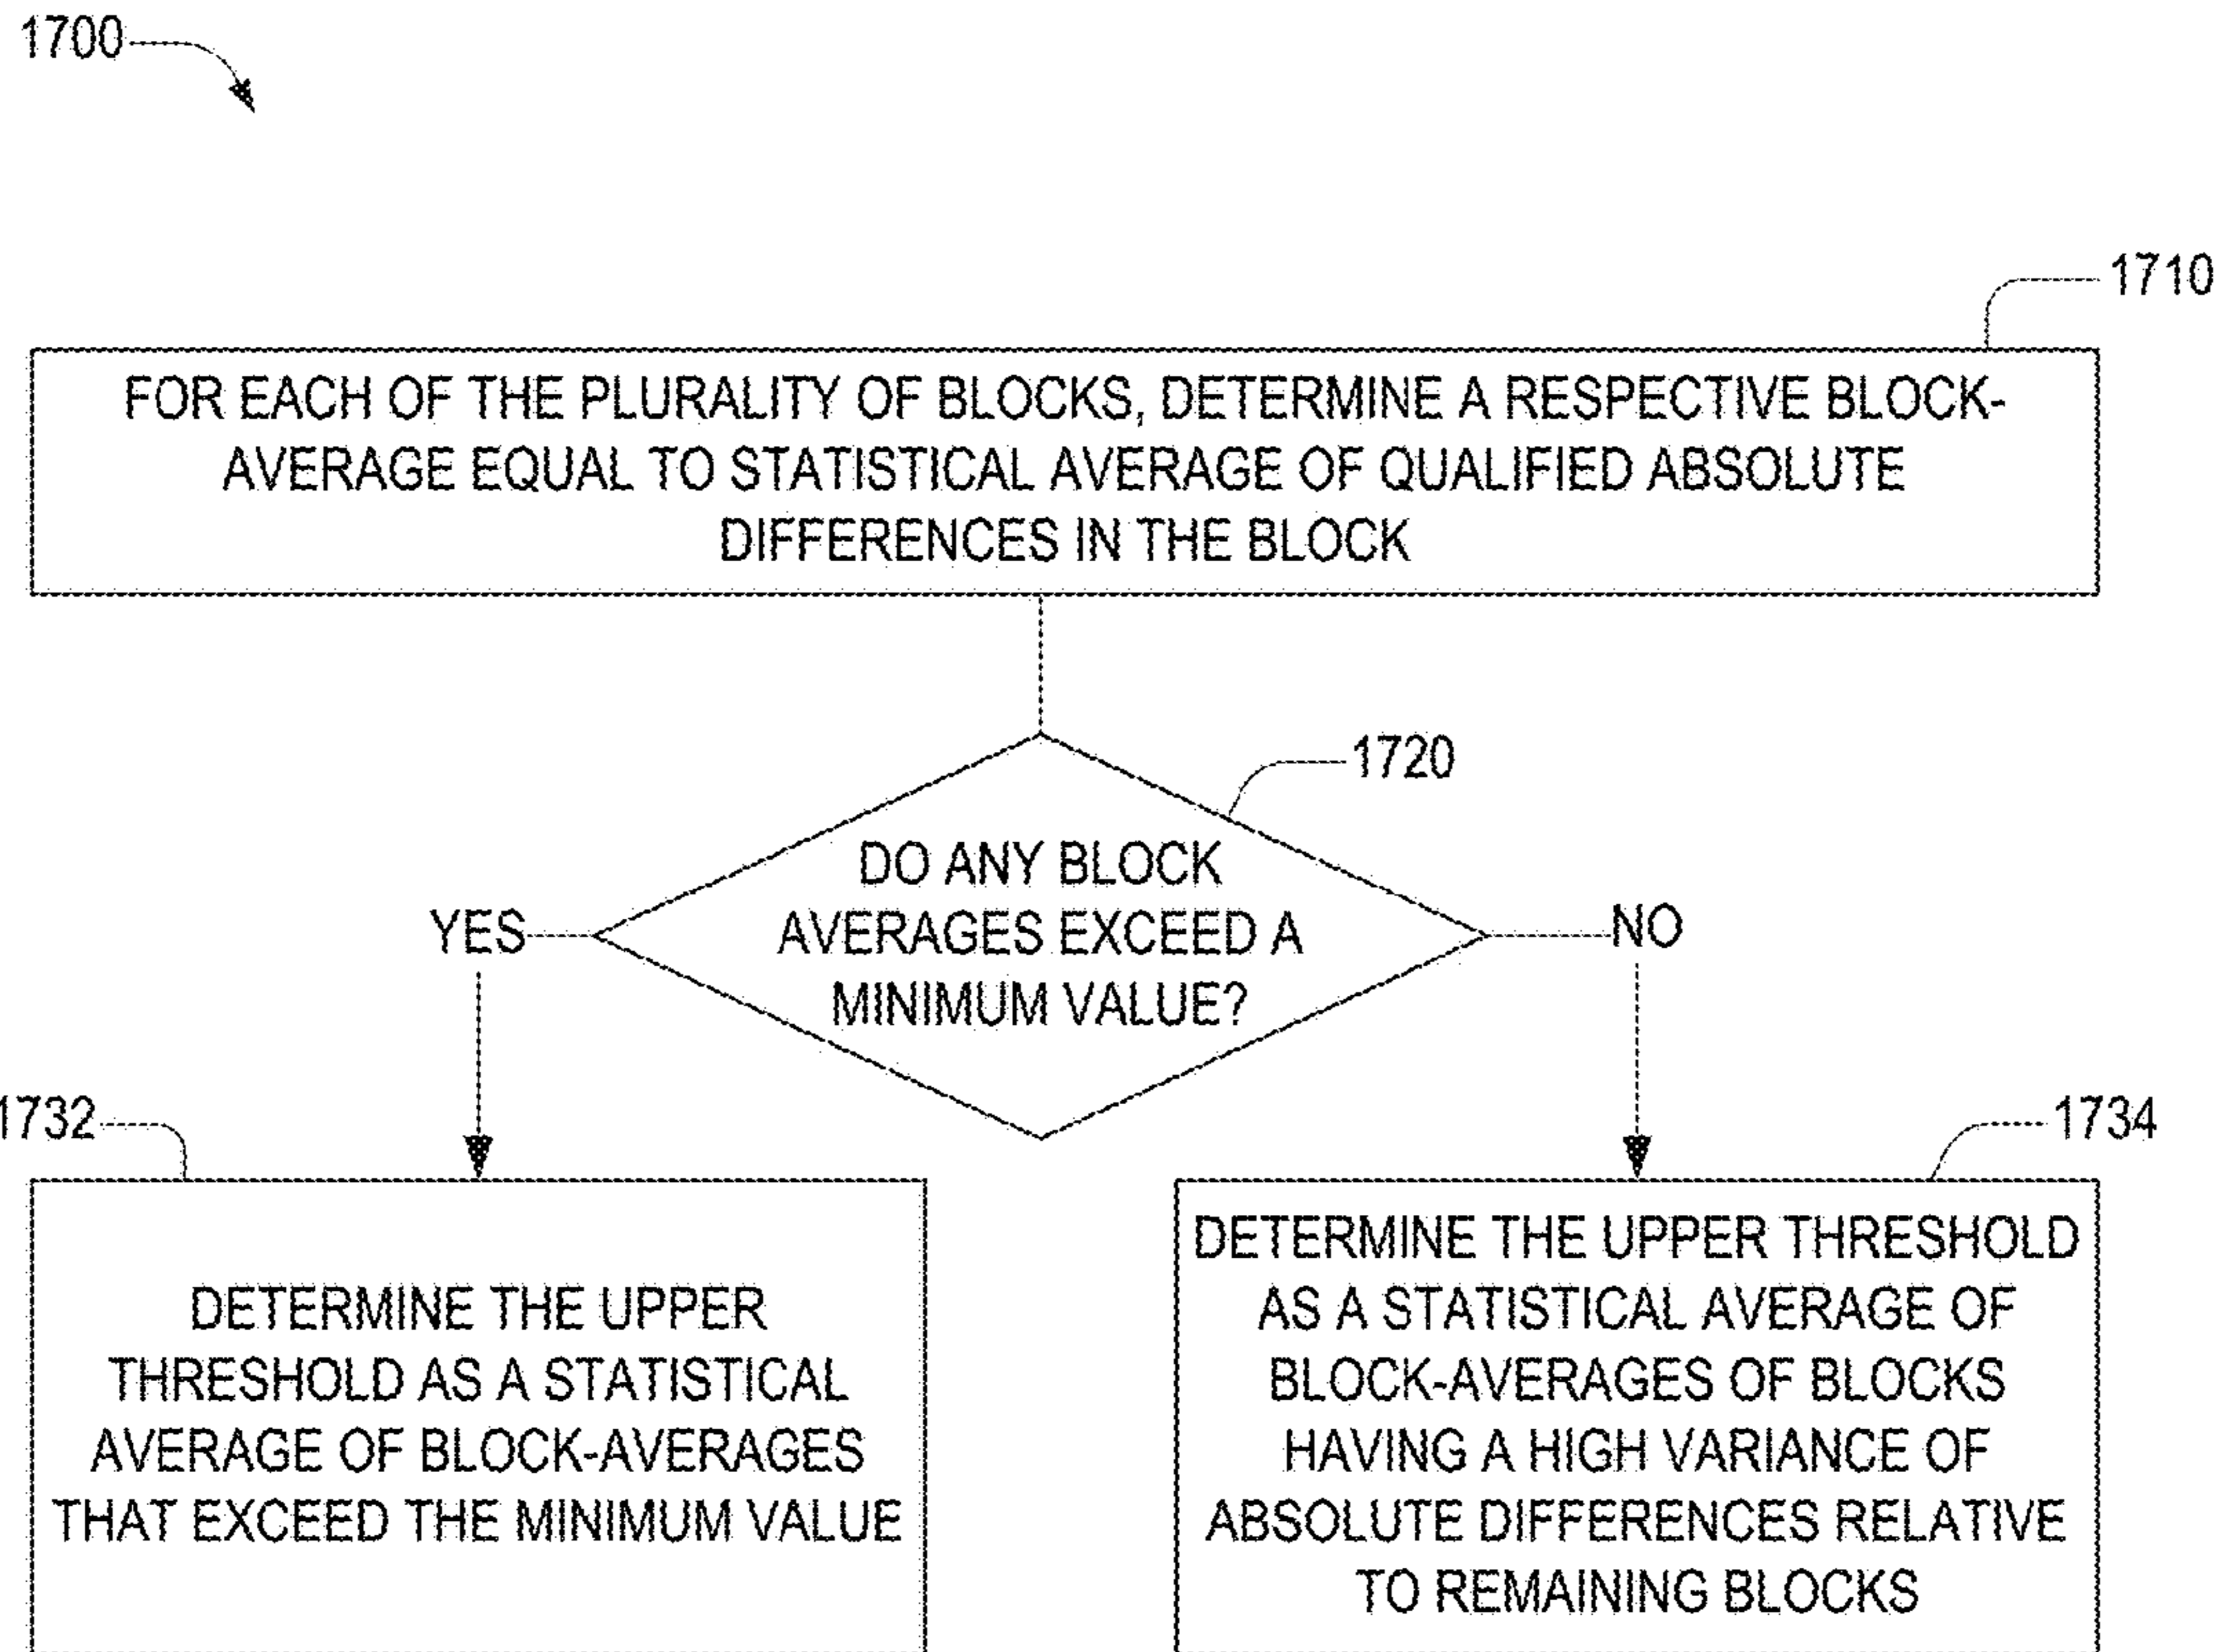 1700
1710
FOR EACH OF THE PLURALITY OF BLOCKS, DETERMINE A RESPECTIVE BLOCK-
AVERAGE EQUAL TO STATISTICAL AVERAGE OF QUALIFIED ABSOLUTE
DIFFERENCES IN THE BLOCK
1720
DO ANY BLOCK
AVERAGES EXCEED A
MINIMUM VALUE?
YES
NO
1732
DETERMINE THE UPPER
THRESHOLD AS A STATISTICAL
AVERAGE OF BLOCK-AVERAGES
THAT EXCEED THE MINIMUM VALUE
1734
DETERMINE THE UPPER THRESHOLD
AS A STATISTICAL AVERAGE OF
BLOCK-AVERAGES OF BLOCKS
HAVING A HIGH VARIANCE OF
ABSOLUTE DIFFERENCES RELATIVE
TO REMAINING BLOCKS